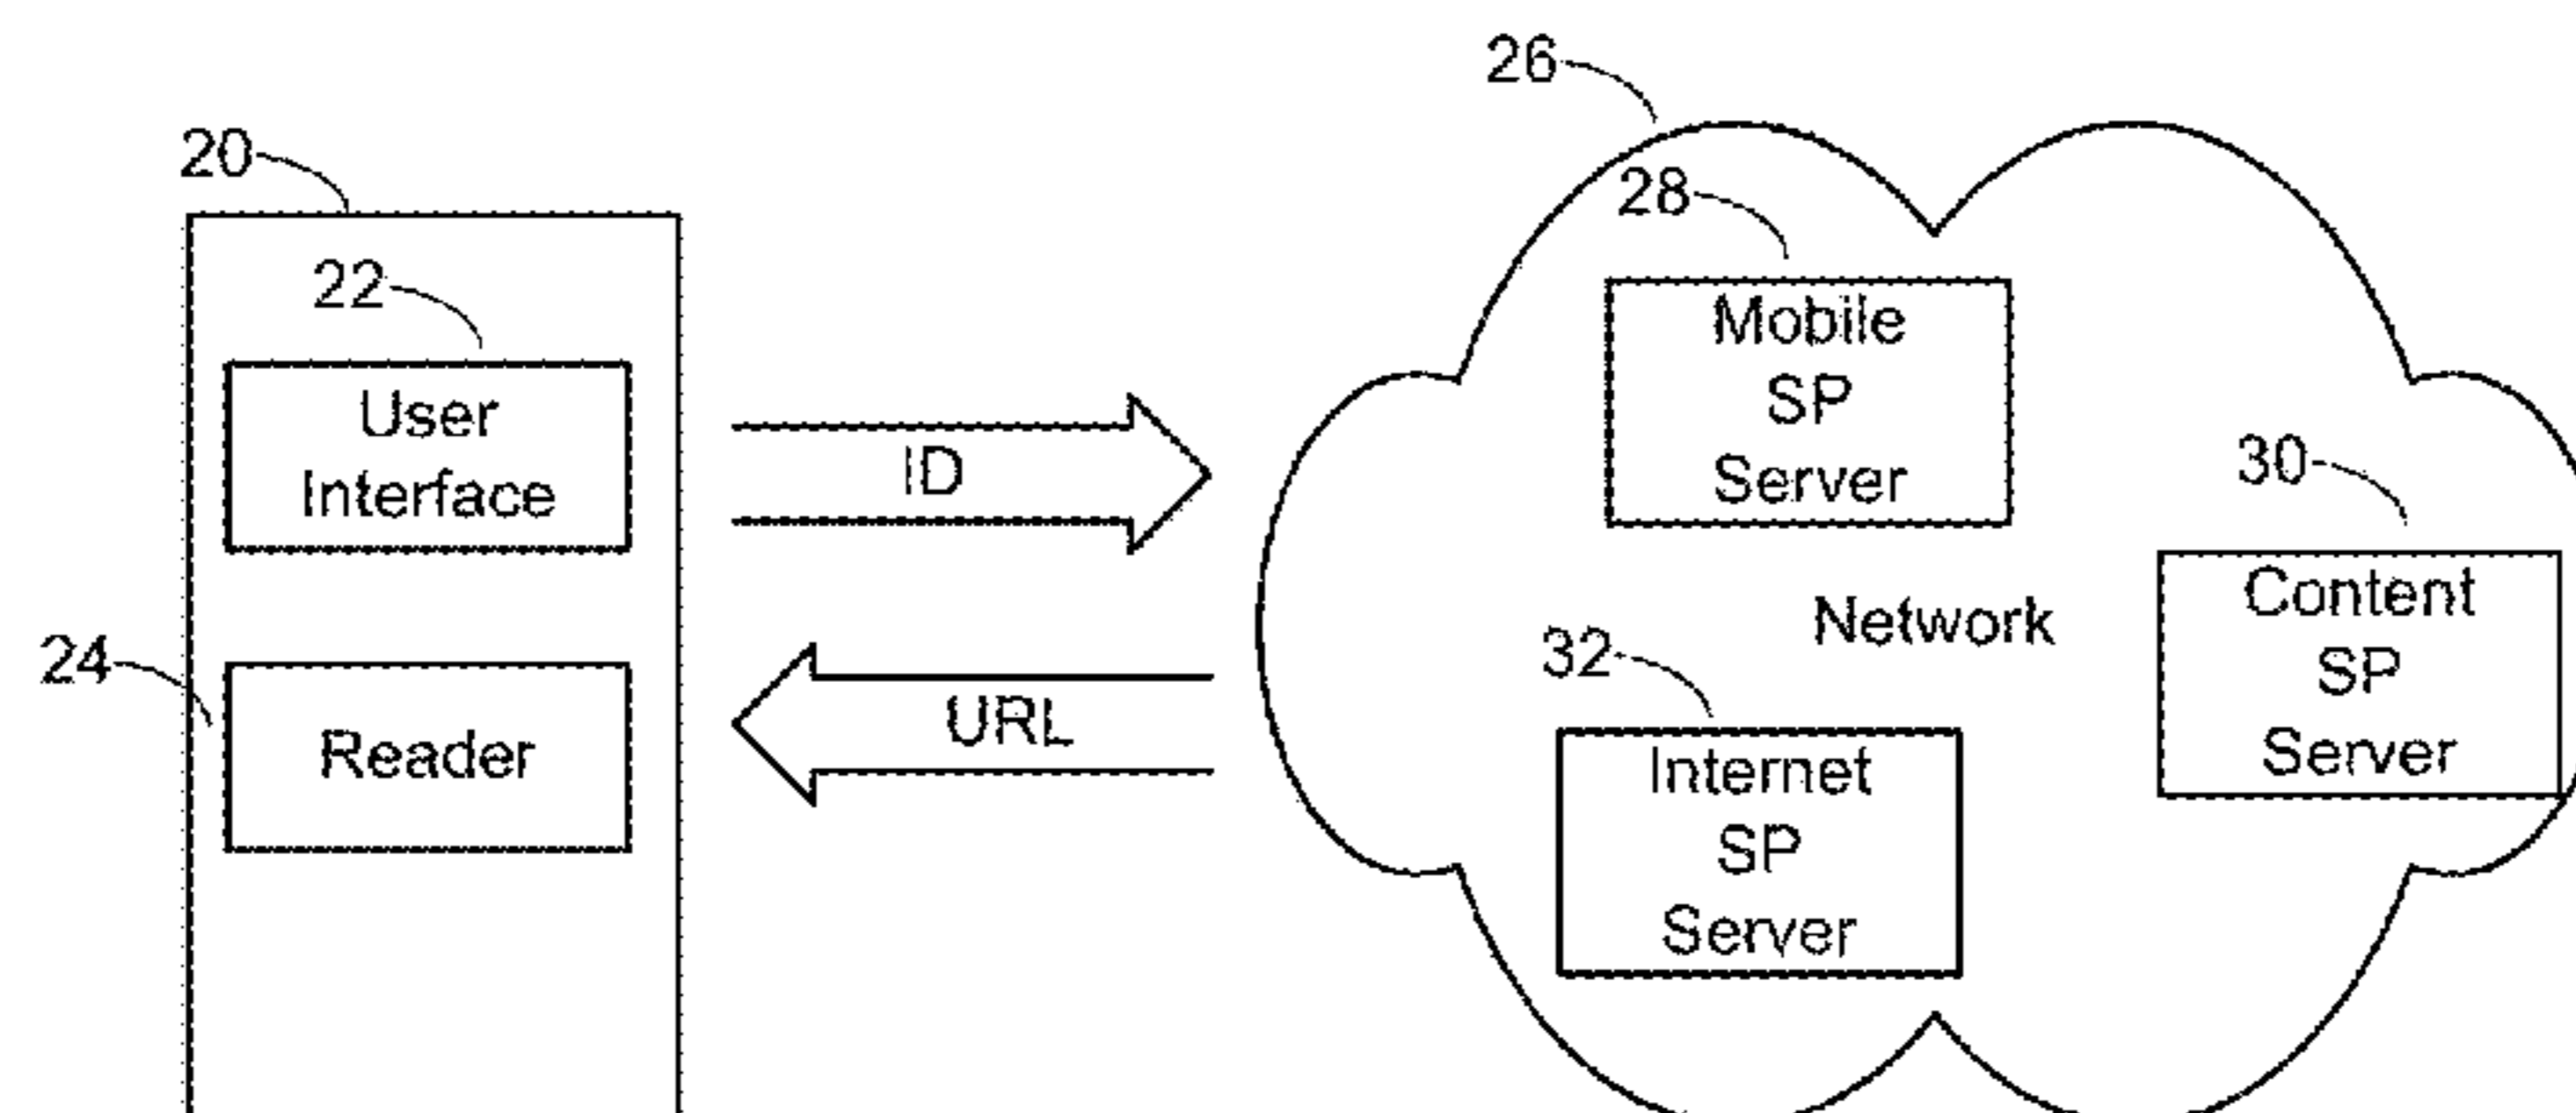 26
20
28
22
Mobile
SP
Server
User
Interface
ID
30
Content
SP
Server
Network
32
24
Reader
URL
Internet
SP
Server